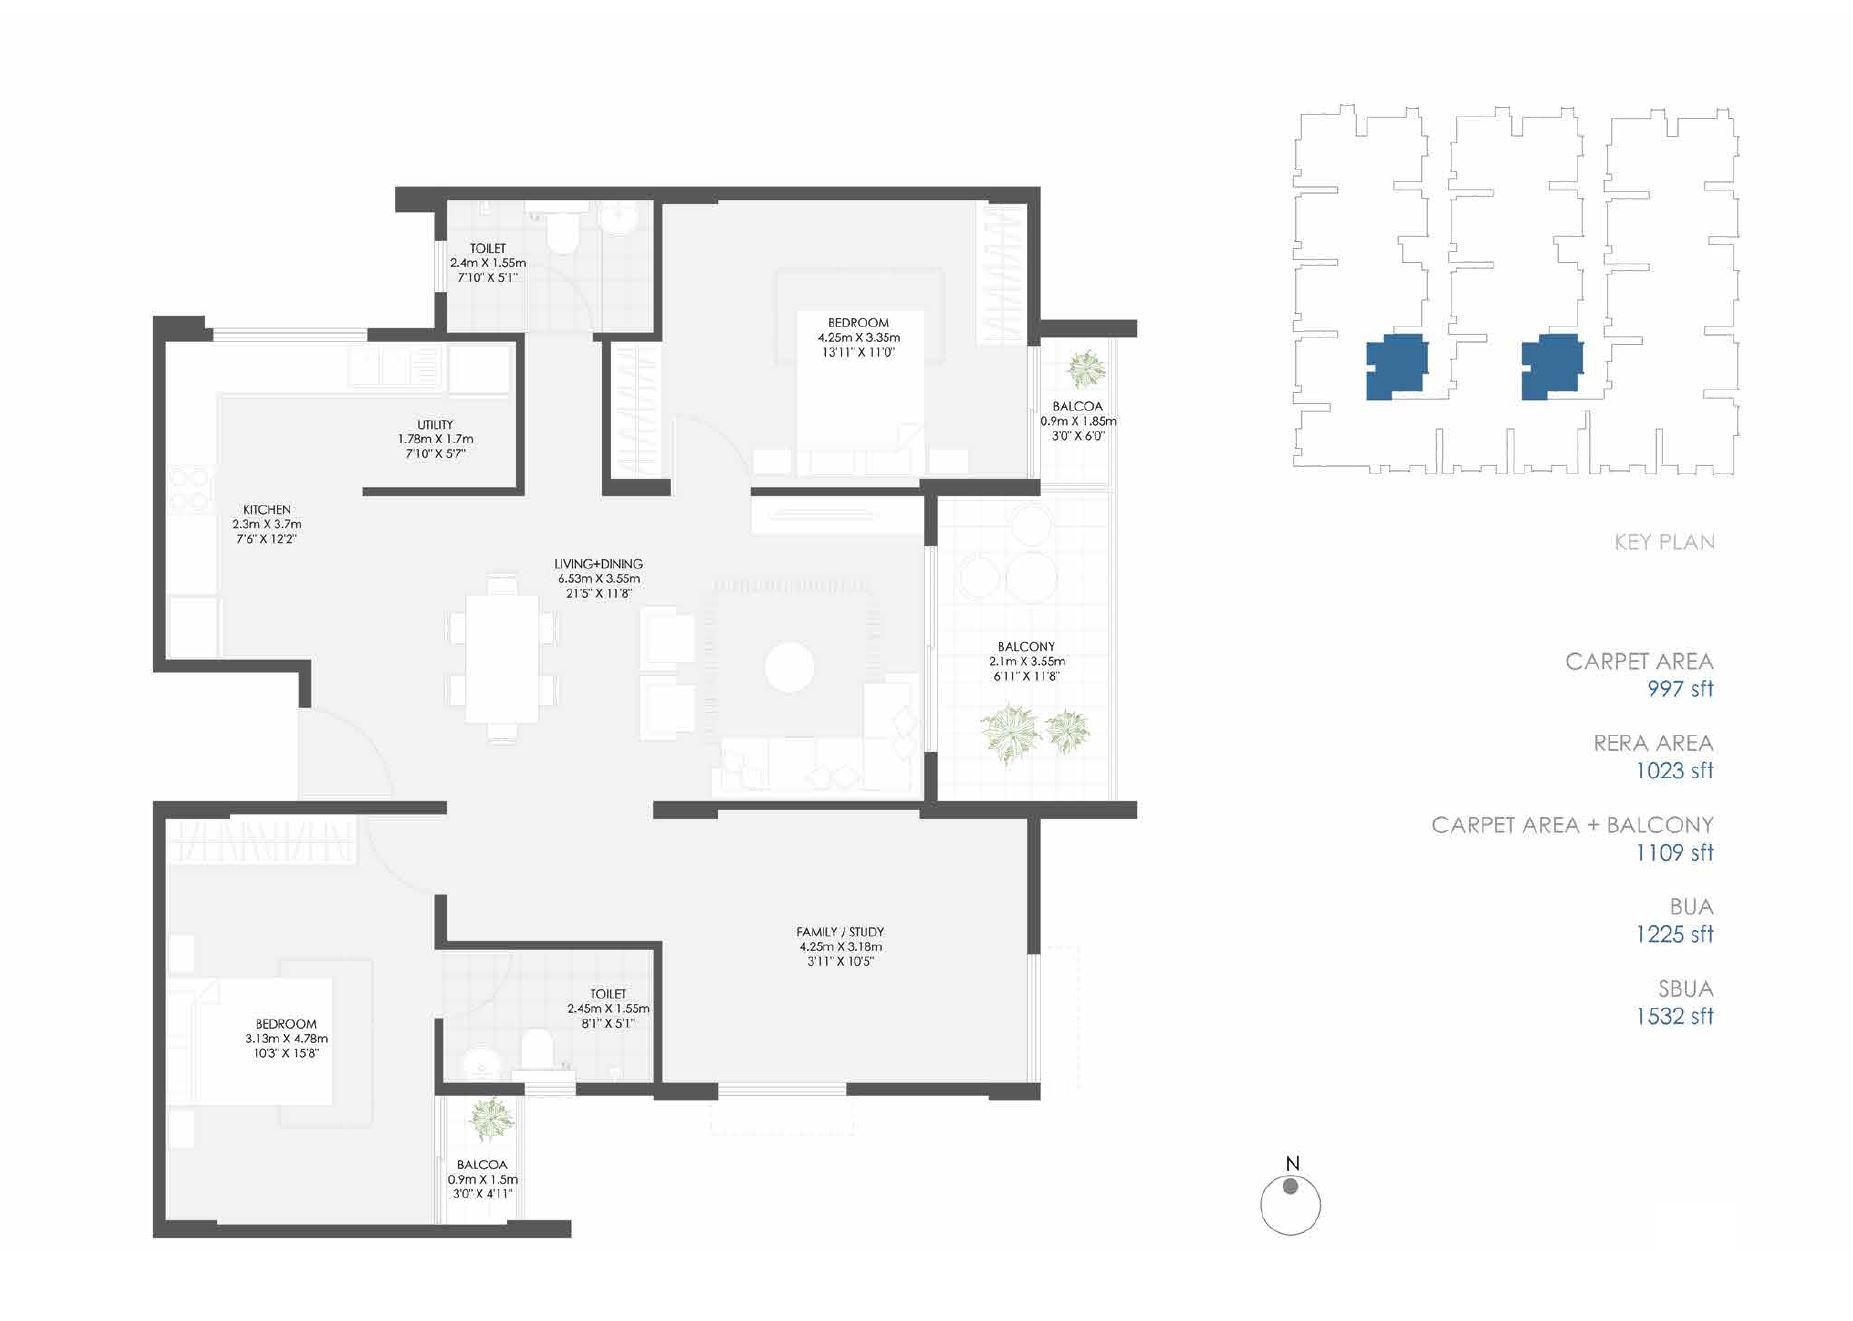 TOILET
2.4m X 1.55m
7'10" X 5'1"
BEDROOM
4.25m X 3.35m
13'11" X 11'0"
BALCOA
0.9m X 1.85m
3'0" X 6'0"
UTILITY
1.78m X 1.7m
7'10" X 5'7"
KITCHEN
2.3m X 3.7m
7'6" X 12'2"
LIVING+DINING
6.53m X 3.55m
21'5" X 11'8"
BALCONY
2.1m X 3.55m
6'11" X 11'8"
FAMILY / STUDY
4.25m X 3.18m
3'11" X 10'5"
TOILET
2.45m X 1.55m
8'1" X 5'1"
BEDROOM
3.13m X 4.78m
10'3" X 15'8"
BALCOA
0.9m X 1.5m
3'0" X 4'11"
KEY PLAN
CARPET AREA
997 sft
RERA AREA
1023 sft
CARPET AREA + BALCONY
1109 sft
BUA
1225 sft
SBUA
1532 sft
N